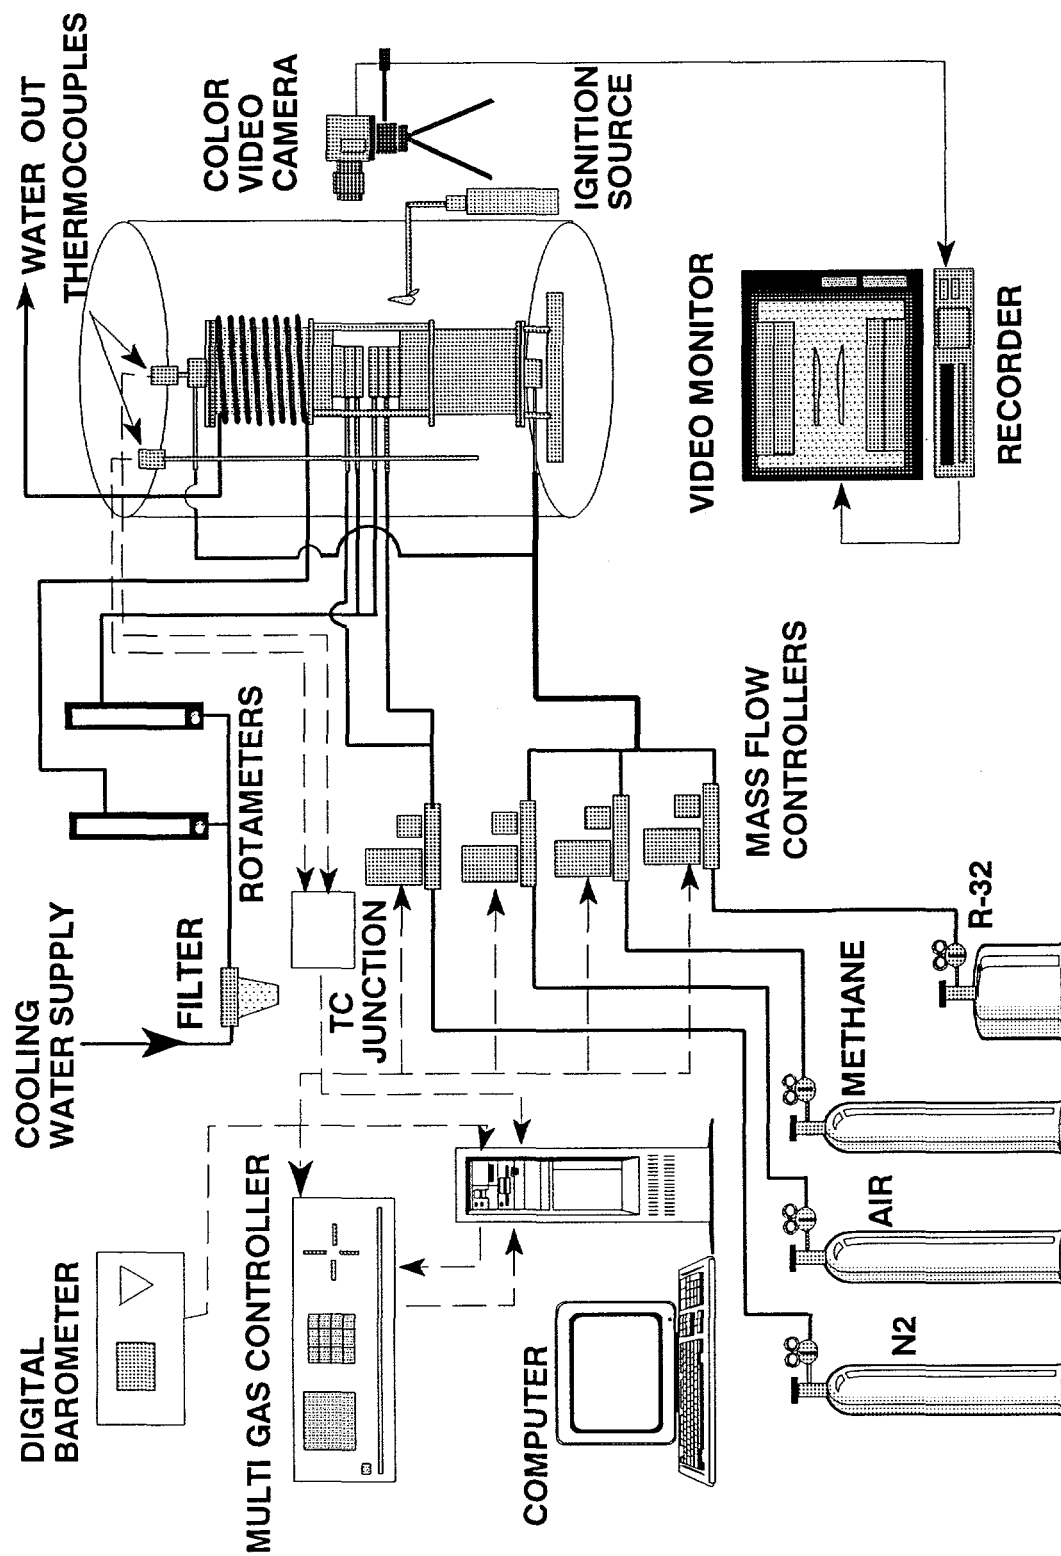 DIGITAL
BAROMETER
COOLING
WATER SUPPLY
FILTER
ROTAMETERS
WATER OUT
THERMOCOUPLES
COLOR
VIDEO
CAMERA
IGNITION
SOURCE
MULTI GAS CONTROLLER
TC
JUNCTION
COMPUTER
MASS FLOW
CONTROLLERS
VIDEO MONITOR
RECORDER
N2
AIR
METHANE
R-32